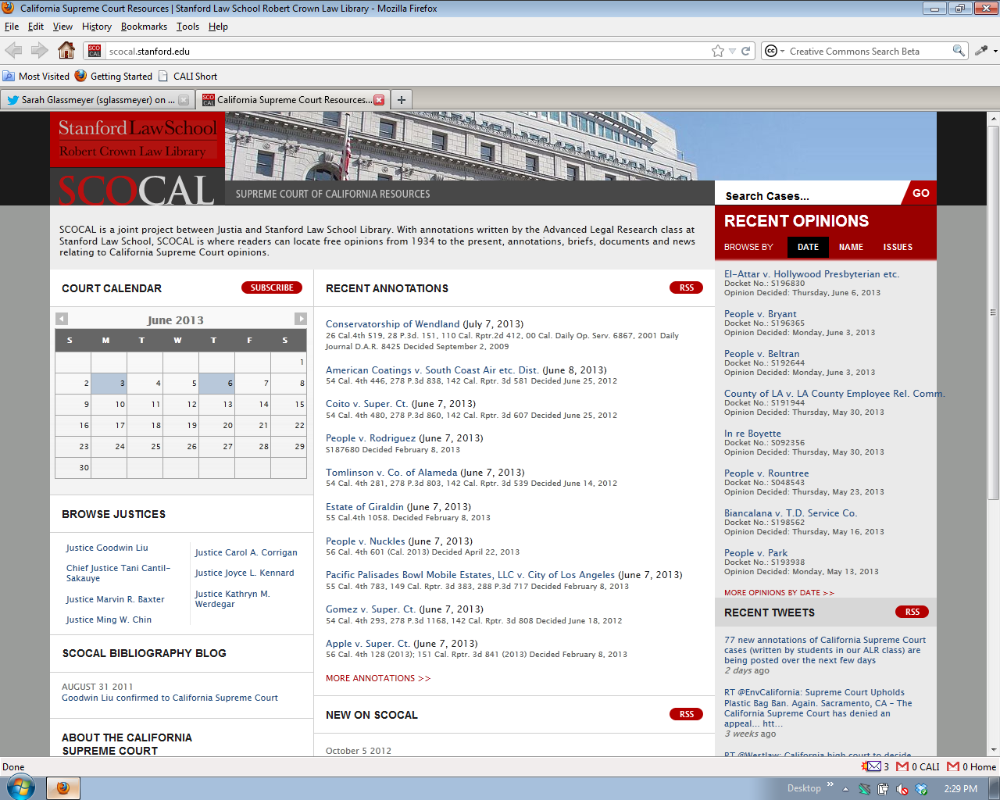 California Supreme Court Resources | Stanford Law School Robert Crown Law Library - Mozilla Firefox
File Edit View History Bookmarks Tools Help
SCO CAL scocal.stanford.edu
cc Creative Commons Search Beta
Most Visited Getting Started CALI Short
Sarah Glassmeyer (sglassmeyer) on ...
SCO CAL California Supreme Court Resources...
Stanford Law School
Robert Crown Law Library
SCOCAL
SUPREME COURT OF CALIFORNIA RESOURCES
Search Cases... GO
SCOCAL is a joint project between Justia and Stanford Law School Library. With annotations written by the Advanced Legal Research class at
Stanford Law School, SCOCAL is where readers can locate free opinions from 1934 to the present, annotations, briefs, documents and news
relating to California Supreme Court opinions.
COURT CALENDAR SUBSCRIBE
June 2013
S M T W T F S
1
2 3 4 5 6 7 8
9 10 11 12 13 14 15
16 17 18 19 20 21 22
23 24 25 26 27 28 29
30
BROWSE JUSTICES
Justice Goodwin Liu
Chief Justice Tani Cantil-
Sakauye
Justice Marvin R. Baxter
Justice Ming W. Chin
Justice Carol A. Corrigan
Justice Joyce L. Kennard
Justice Kathryn M.
Werdegar
SCOCAL BIBLIOGRAPHY BLOG
AUGUST 31 2011
Goodwin Liu confirmed to California Supreme Court
ABOUT THE CALIFORNIA
SUPREME COURT
RECENT ANNOTATIONS RSS
Conservatorship of Wendland (July 7, 2013)
26 Cal.4th 519, 28 P.3d. 151, 110 Cal. Rptr.2d 412, 00 Cal. Daily Op. Serv. 6867, 2001 Daily
Journal D.A.R. 8425 Decided September 2, 2009
American Coatings v. South Coast Air etc. Dist. (June 8, 2013)
54 Cal. 4th 446, 278 P.3d 838, 142 Cal. Rptr. 3d 581 Decided June 25, 2012
Coito v. Super. Ct. (June 7, 2013)
54 Cal. 4th 480, 278 P.3d 860, 142 Cal. Rptr. 3d 607 Decided June 25, 2012
People v. Rodriguez (June 7, 2013)
S187680 Decided February 8, 2013
Tomlinson v. Co. of Alameda (June 7, 2013)
54 Cal. 4th 281, 278 P.3d 803, 142 Cal. Rptr. 3d 539 Decided June 14, 2012
Estate of Giraldin (June 7, 2013)
55 Cal.4th 1058. Decided February 8, 2013
People v. Nuckles (June 7, 2013)
56 Cal. 4th 601 (Cal. 2013) Decided April 22, 2013
Pacific Palisades Bowl Mobile Estates, LLC v. City of Los Angeles (June 7, 2013)
55 Cal. 4th 783, 149 Cal. Rptr. 3d 383, 288 P.3d 717 Decided February 8, 2013
Gomez v. Super. Ct. (June 7, 2013)
54 Cal. 4th 293, 278 P.3d 1168, 142 Cal. Rptr. 3d 808 Decided June 18, 2012
Apple v. Super. Ct. (June 7, 2013)
56 Cal. 4th 128 (2013); 151 Cal. Rptr. 3d 841 (2013) Decided February 8, 2013
MORE ANNOTATIONS >>
NEW ON SCOCAL RSS
October 5 2012
RECENT OPINIONS
BROWSE BY DATE NAME ISSUES
El-Attar v. Hollywood Presbyterian etc.
Docket No.: S196830
Opinion Decided: Thursday, June 6, 2013
People v. Bryant
Docket No.: S196365
Opinion Decided: Monday, June 3, 2013
People v. Beltran
Docket No.: S192644
Opinion Decided: Monday, June 3, 2013
County of LA v. LA County Employee Rel. Comm.
Docket No.: S191944
Opinion Decided: Thursday, May 30, 2013
In re Boyette
Docket No.: S092356
Opinion Decided: Thursday, May 30, 2013
People v. Rountree
Docket No.: S048543
Opinion Decided: Thursday, May 23, 2013
Biancalana v. T.D. Service Co.
Docket No.: S198562
Opinion Decided: Thursday, May 16, 2013
People v. Park
Docket No.: S193938
Opinion Decided: Monday, May 13, 2013
MORE OPINIONS BY DATE >>
RECENT TWEETS RSS
77 new annotations of California Supreme Court
cases (written by students in our ALR class) are
being posted over the next few days
2 days ago
RT @EnvCalifornia: Supreme Court Upholds
Plastic Bag Ban. Again. Sacramento, CA – The
California Supreme Court has denied an
appeal... htt...
3 weeks ago
RT @Westlaw: California high court to decide
Done
3 0 CALI 0 Home
Desktop 2:29 PM